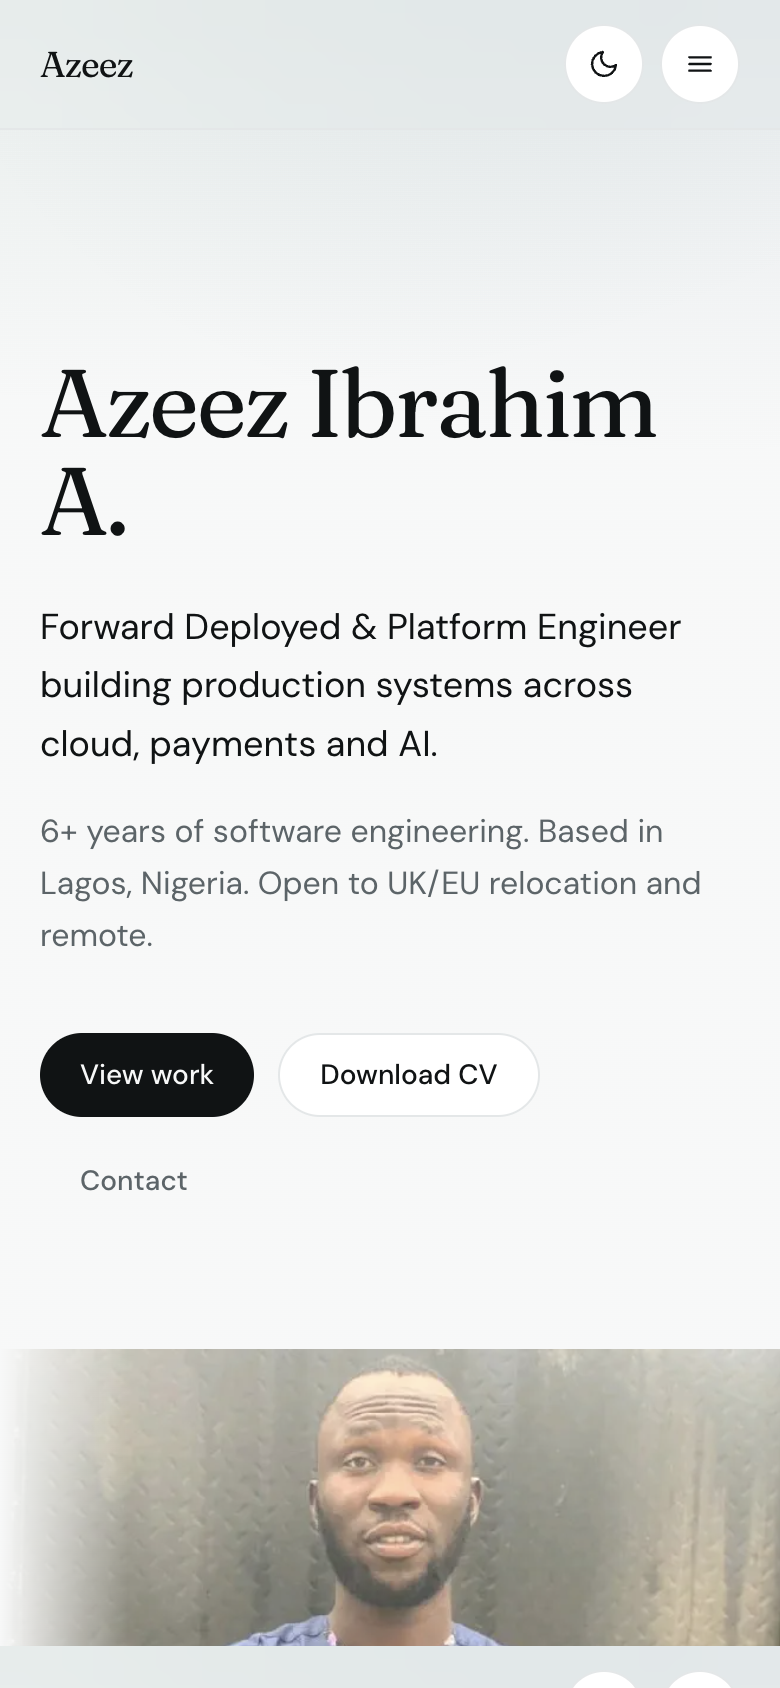 Azeez
Azeez Ibrahim
A.
Forward Deployed & Platform Engineer
building production systems across
cloud, payments and AI.
6+ years of software engineering. Based in
Lagos, Nigeria. Open to UK/EU relocation and
remote.
View work
Download CV
Contact